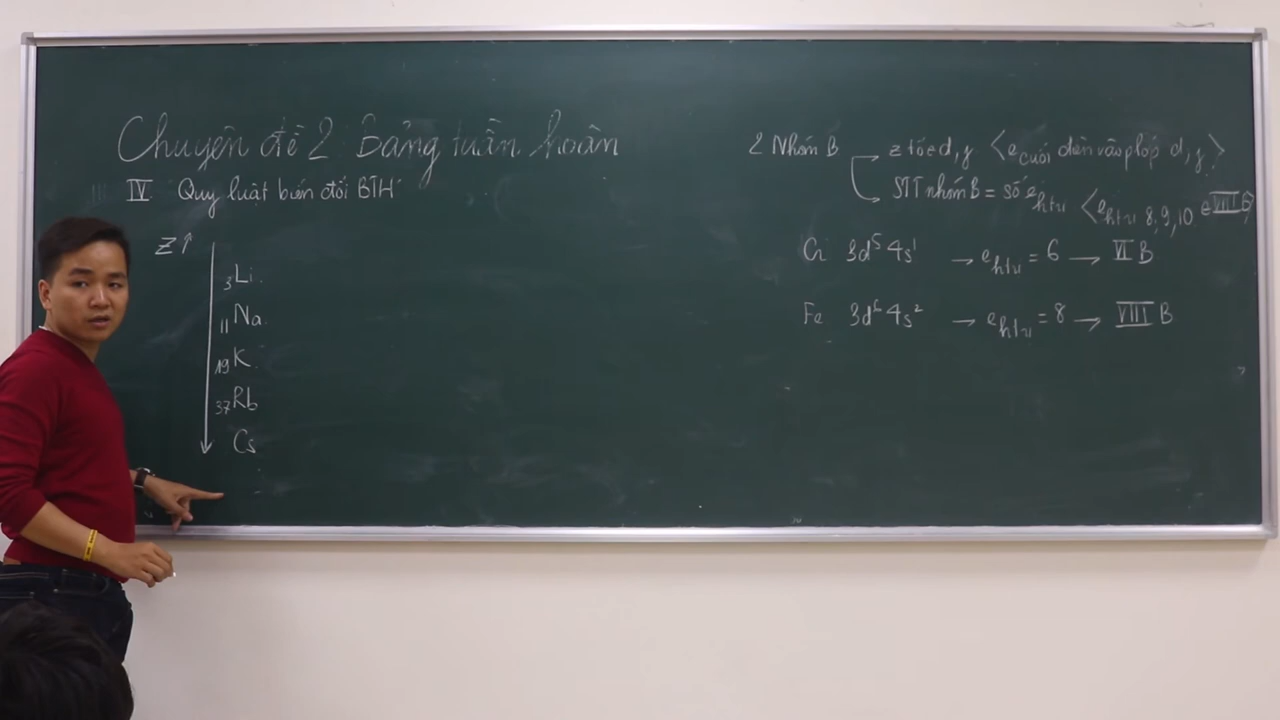 Chuyên đề 2 Bảng tuần hoàn
IV Quy luật biến đổi BTH
Z↑
3Li
11Na
19K
37Rb
Cs
2 Nhóm B → z tố d, f <e cuối điền vào plớp d, f>
→ STT nhóm B = số e htrị <e htrị 8, 9, 10 ∈ VIII B>
Cr 3d⁵ 4s¹ → e htrị = 6 → VI B
Fe 3d⁶ 4s² → e htrị = 8 → VIII B